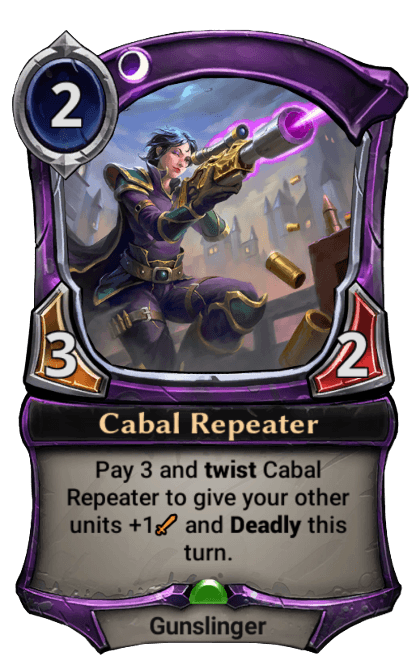 2
3
2
Cabal Repeater
Pay 3 and twist Cabal
Repeater to give your other
units +1 and Deadly this
turn.
Gunslinger